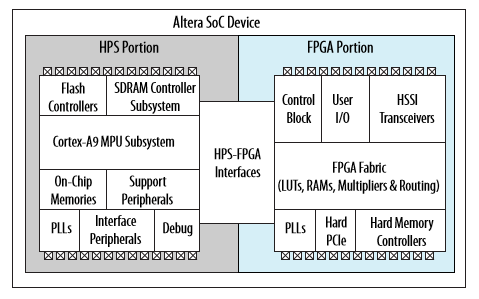 Altera SoC Device
HPS Portion
FPGA Portion
Flash
Controllers
SDRAM Controller
Subsystem
Cortex-A9 MPU Subsystem
On-Chip
Memories
Support
Peripherals
PLLs
Interface
Peripherals
Debug
HPS-FPGA
Interfaces
Control
Block
User
I/O
HSSI
Transceivers
FPGA Fabric
(LUTs, RAMs, Multipliers & Routing)
PLLs
Hard
PCIe
Hard Memory
Controllers